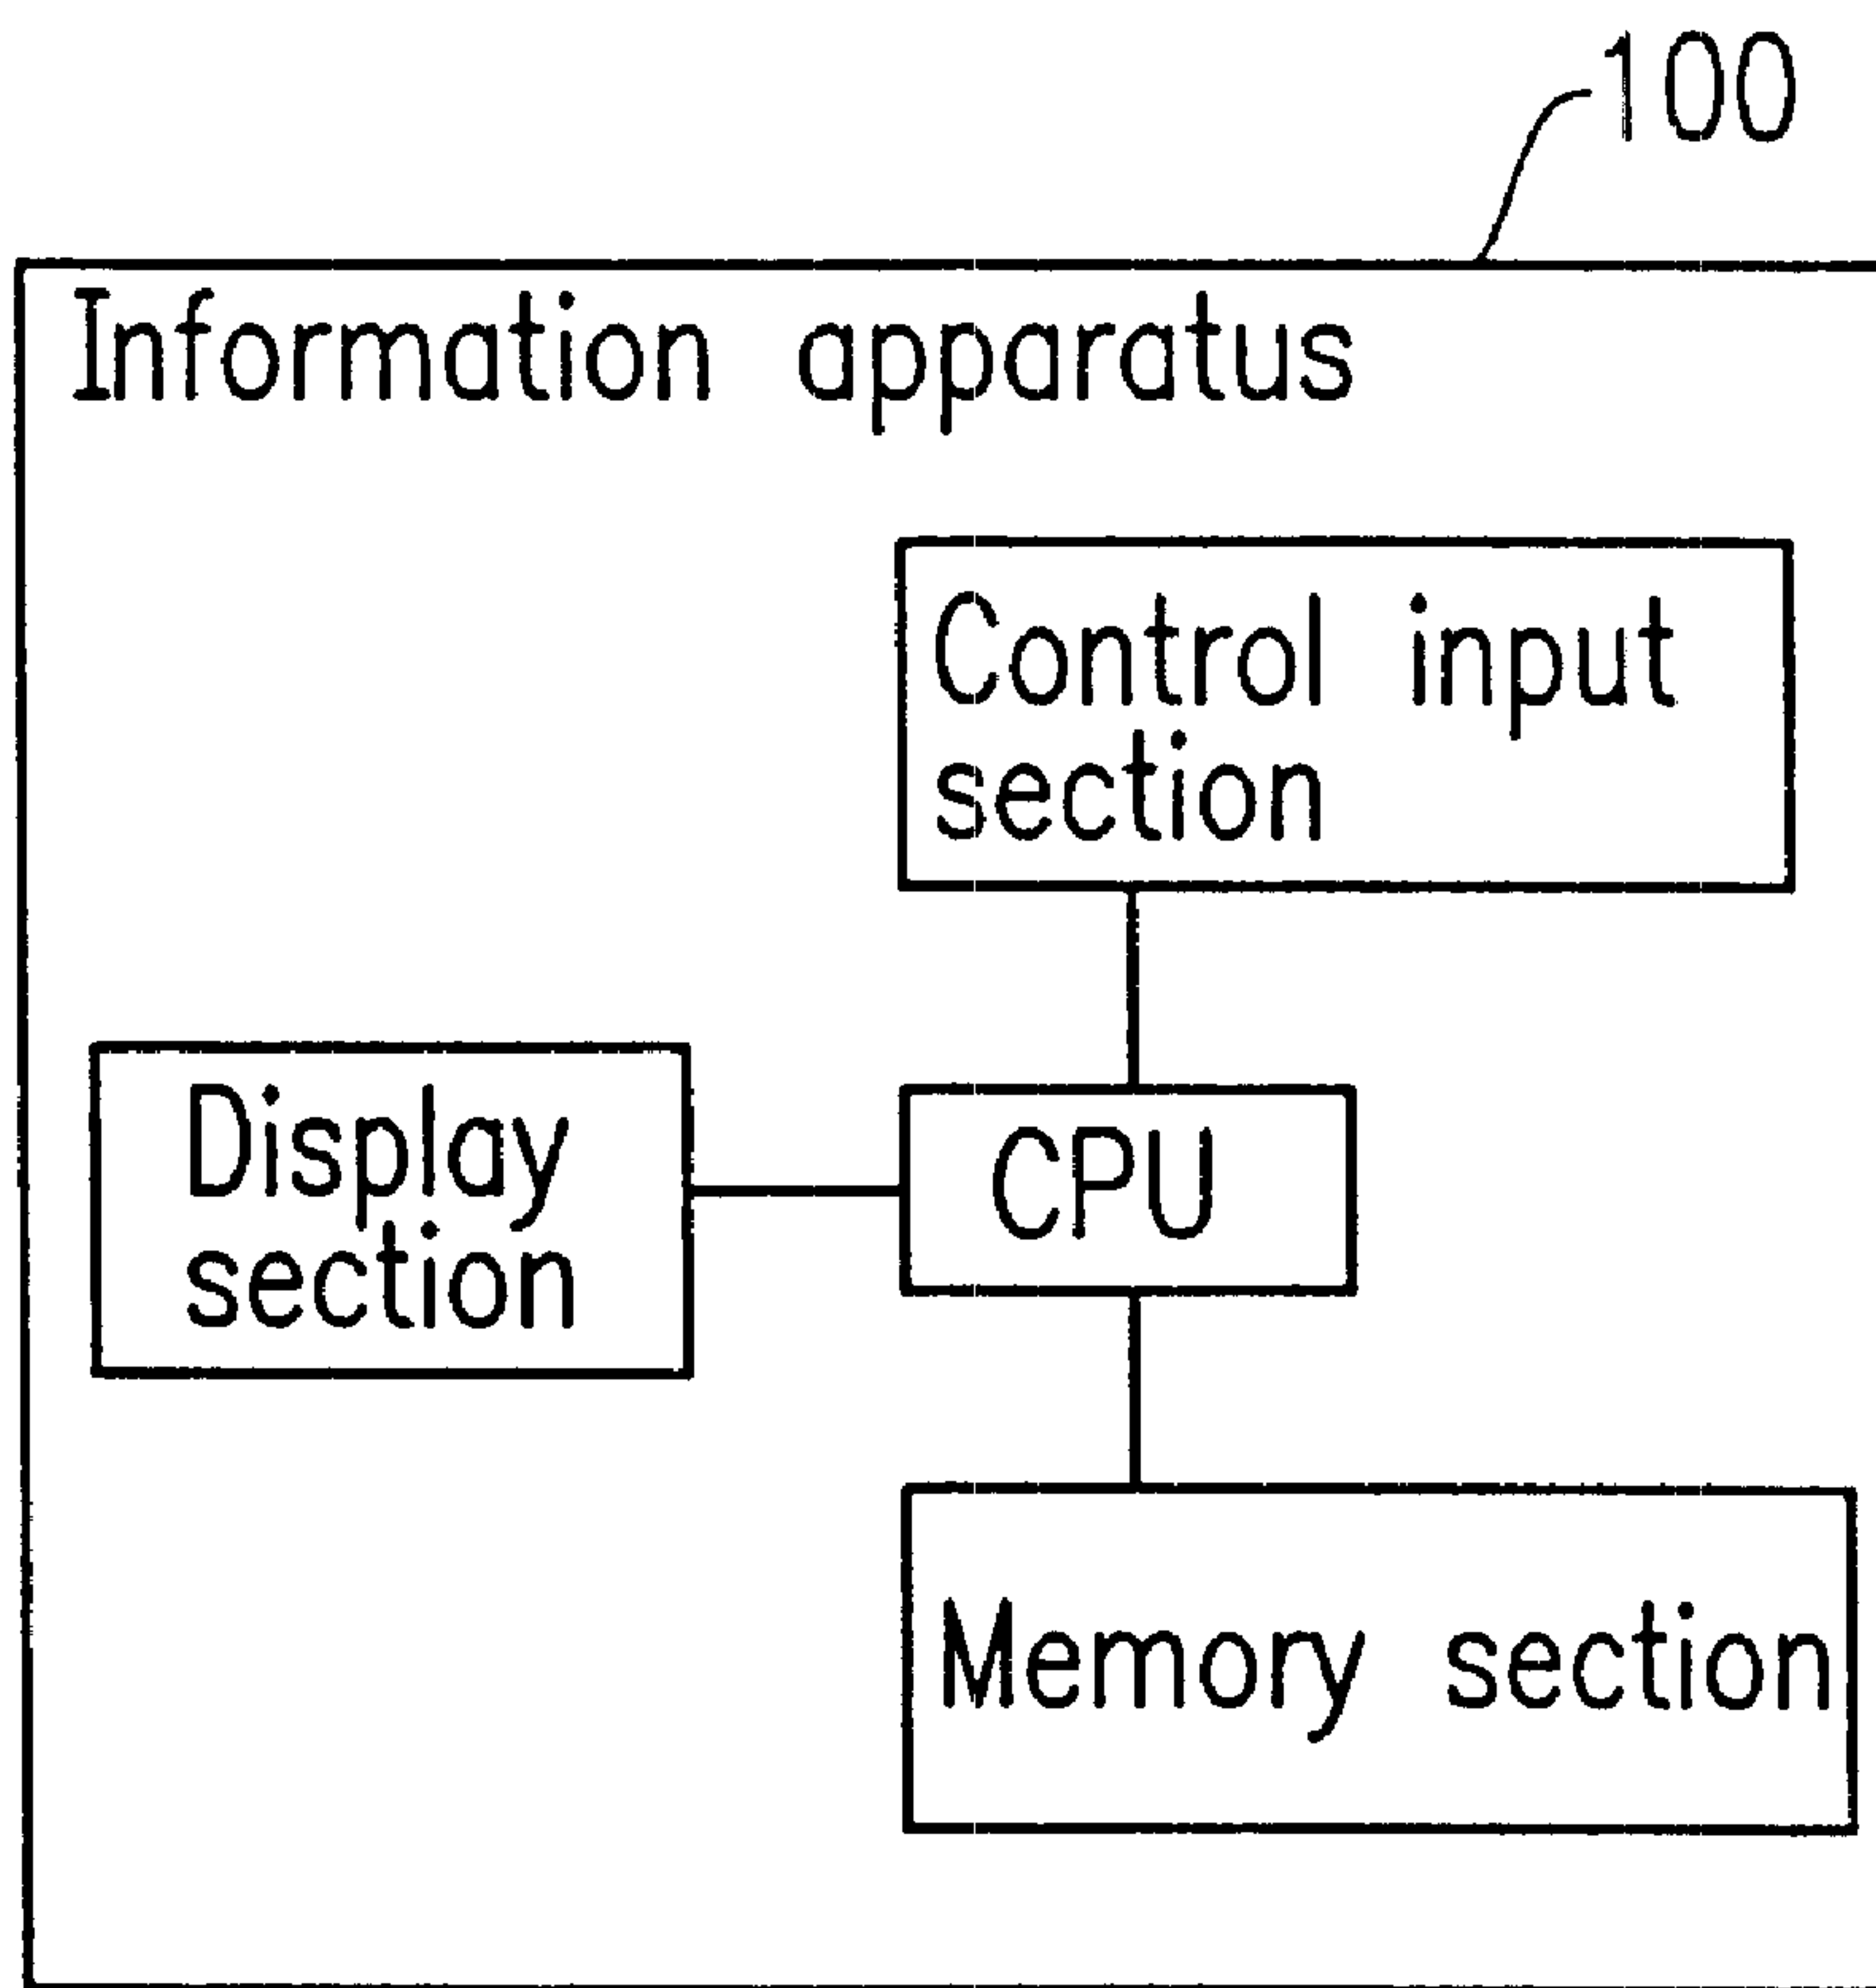 100
Information apparatus
Control input
section
Display
section
CPU
Memory section